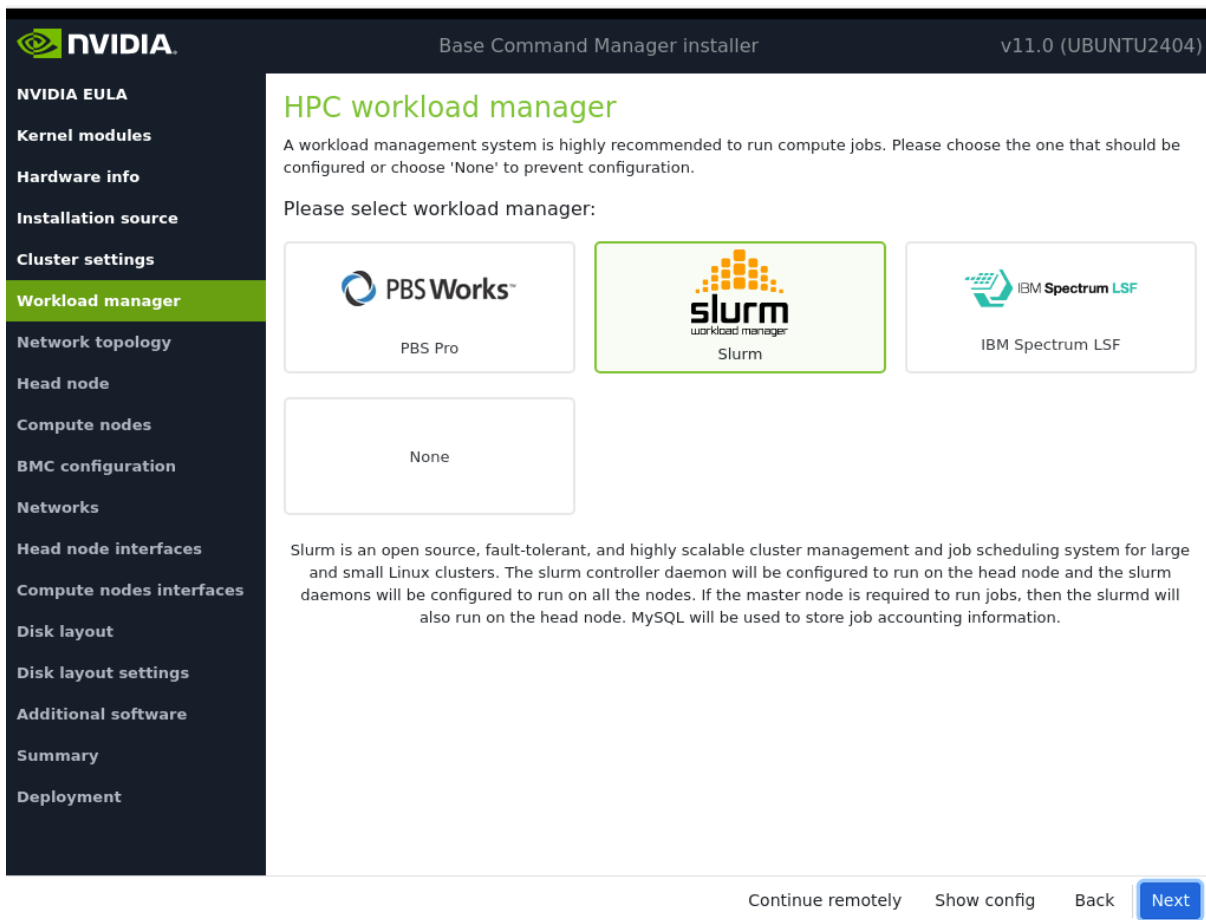 NVIDIA.
Base Command Manager installer
v11.0 (UBUNTU2404)
NVIDIA EULA
Kernel modules
Hardware info
Installation source
Cluster settings
Workload manager
Network topology
Head node
Compute nodes
BMC configuration
Networks
Head node interfaces
Compute nodes interfaces
Disk layout
Disk layout settings
Additional software
Summary
Deployment
HPC workload manager
A workload management system is highly recommended to run compute jobs. Please choose the one that should be
configured or choose 'None' to prevent configuration.
Please select workload manager:
PBS Works™
PBS Pro
slurm
workload manager
Slurm
IBM Spectrum LSF
IBM Spectrum LSF
None
Slurm is an open source, fault-tolerant, and highly scalable cluster management and job scheduling system for large
and small Linux clusters. The slurm controller daemon will be configured to run on the head node and the slurm
daemons will be configured to run on all the nodes. If the master node is required to run jobs, then the slurmd will
also run on the head node. MySQL will be used to store job accounting information.
Continue remotely
Show config
Back
Next